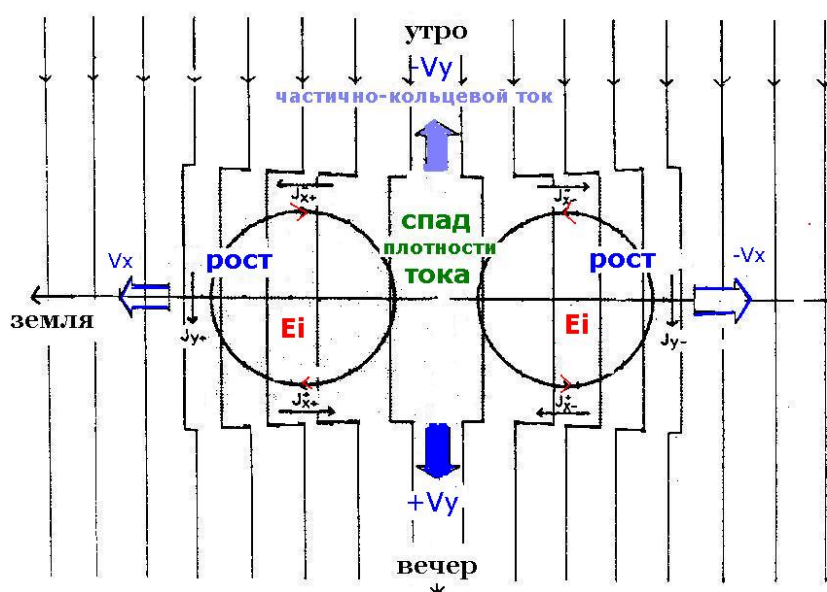 утро
-Vy
частично-кольцевой ток
Jx+-
Jx--
спад
плотности
тока
рост
рост
Vx
-Vx
земля
Ei
Ei
Jy+
Jy-
Jx++
Jx-+
+Vy
вечер